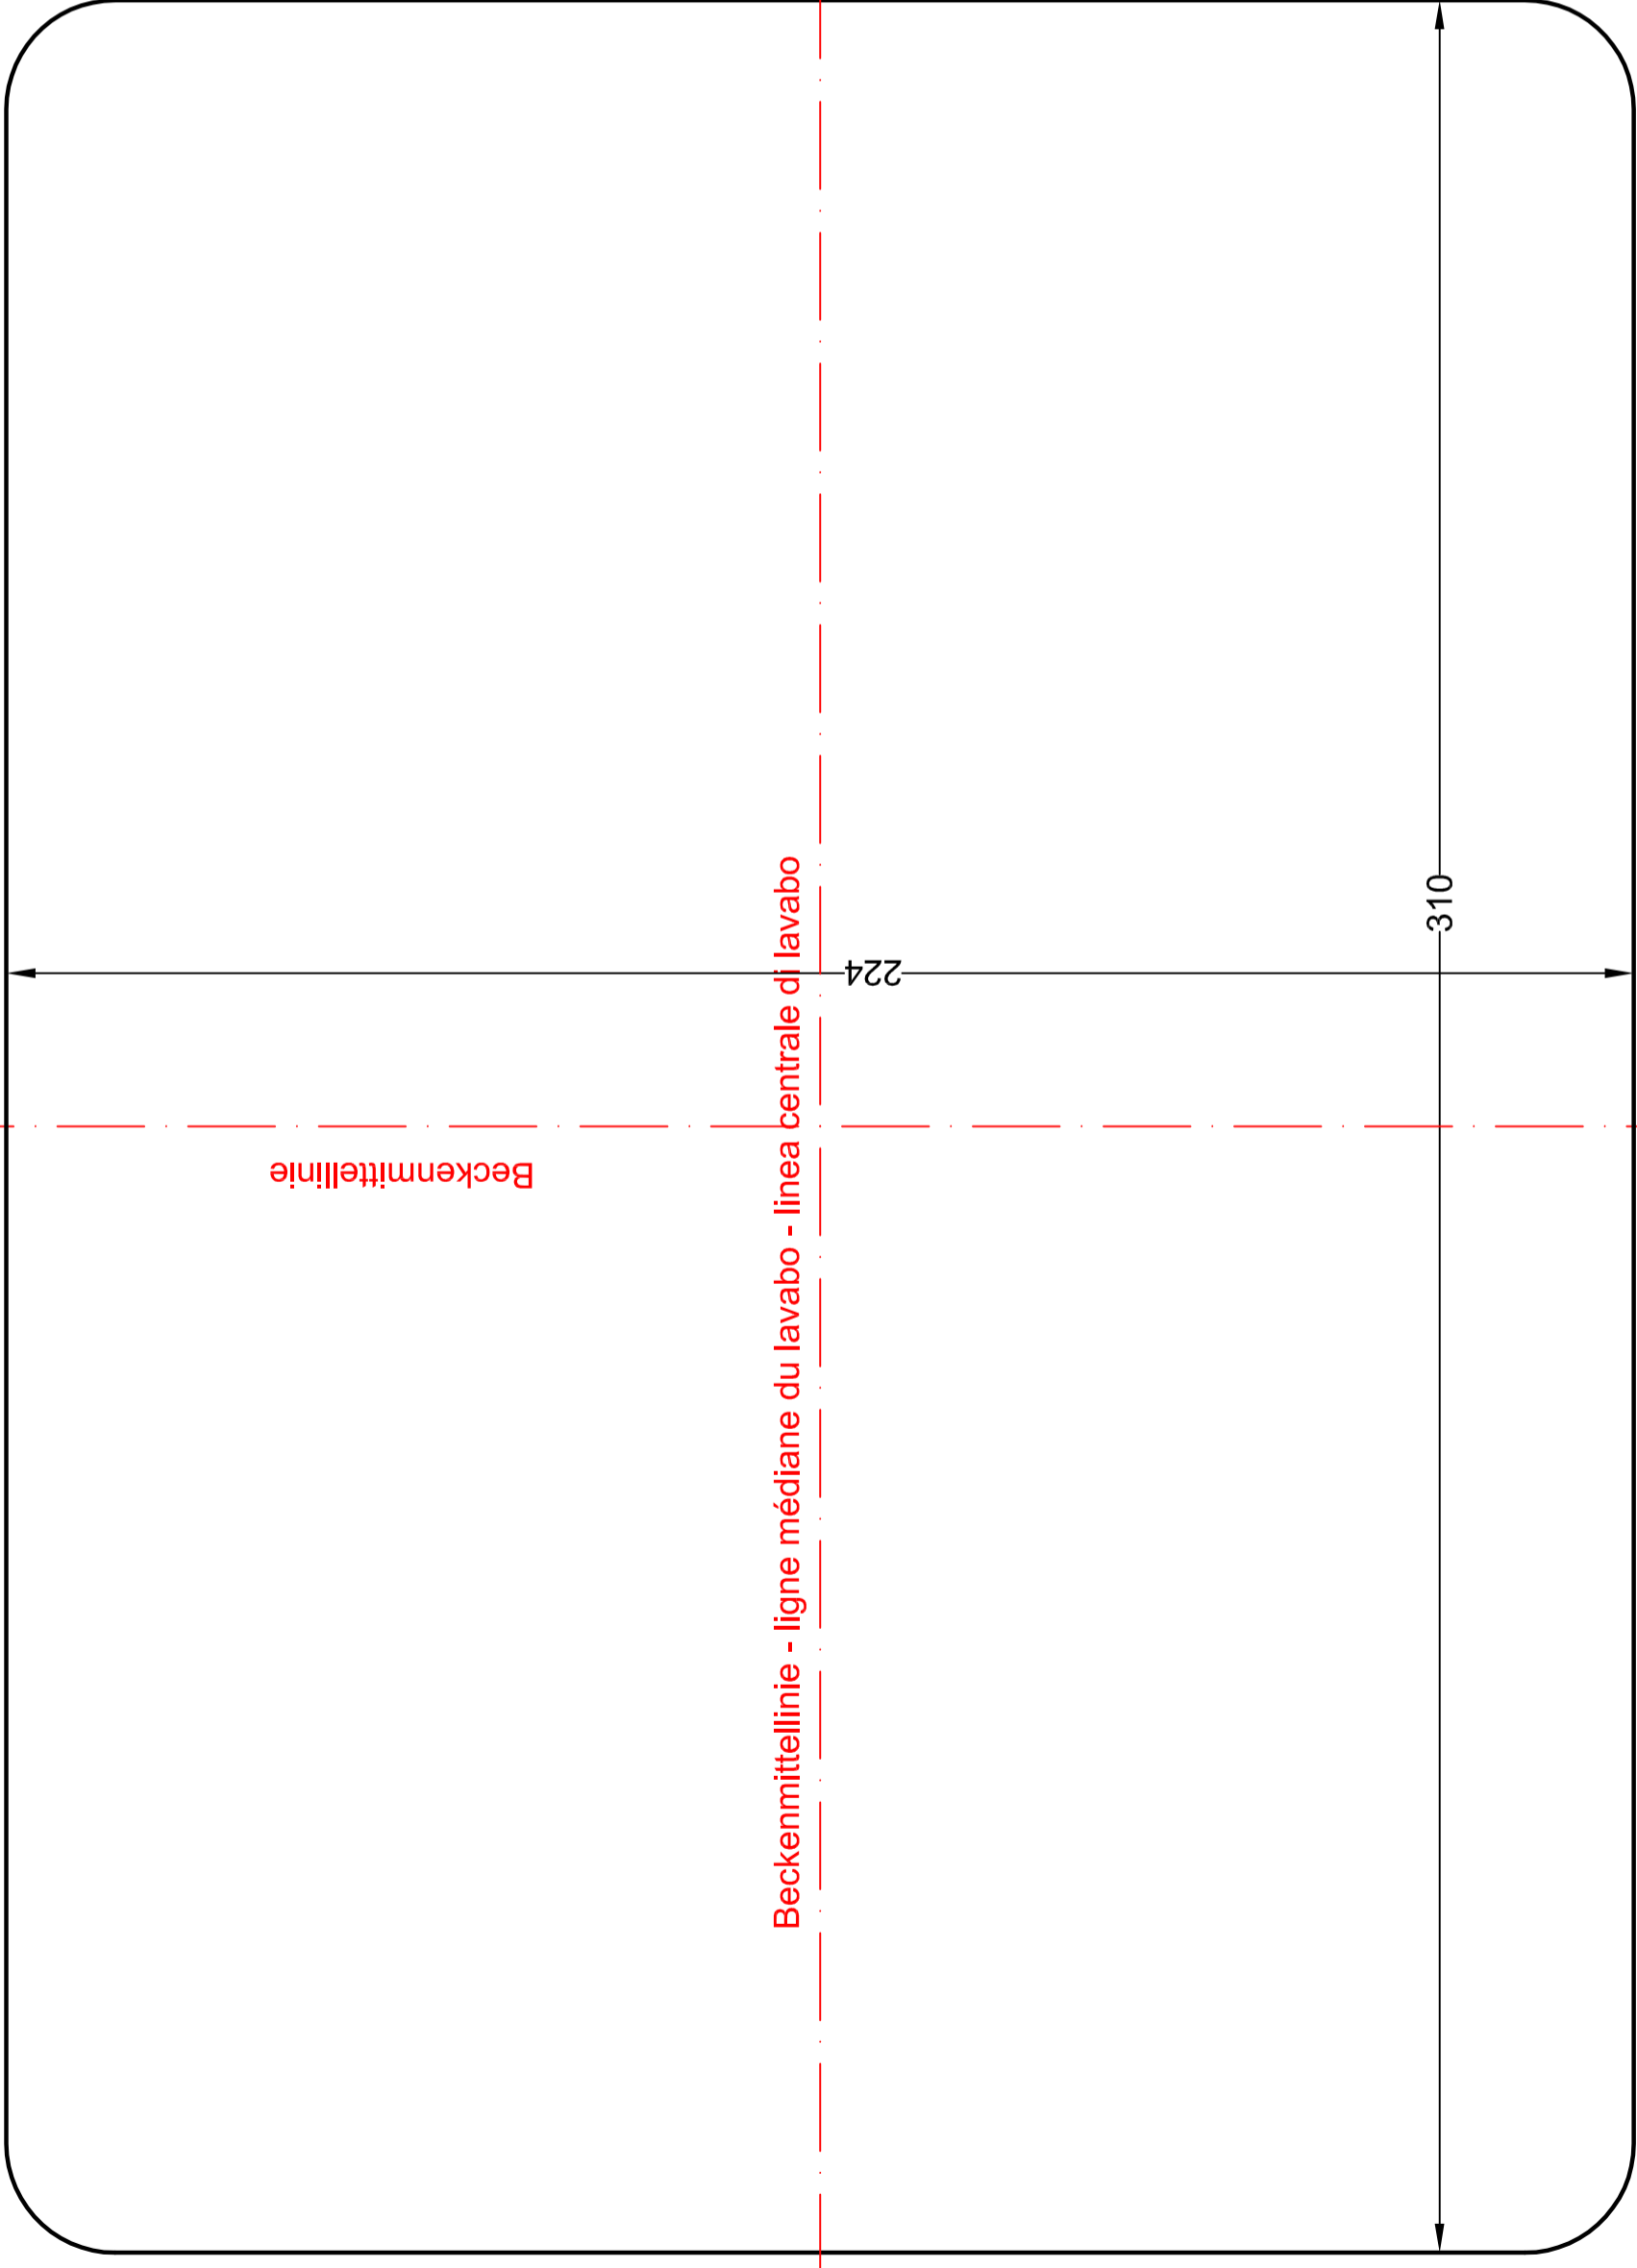 310
224
Beckenmittellinie - ligne médiane du lavabo - linea centrale di lavabo
Beckenmittellinie